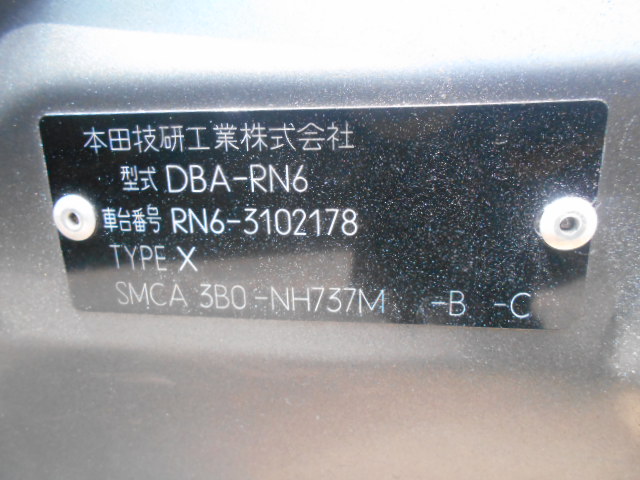 本田技研工業株式会社
型式 DBA-RN6
車台番号 RN6-3102178
TYPE X
SMCA 3B0-NH737M -B -C